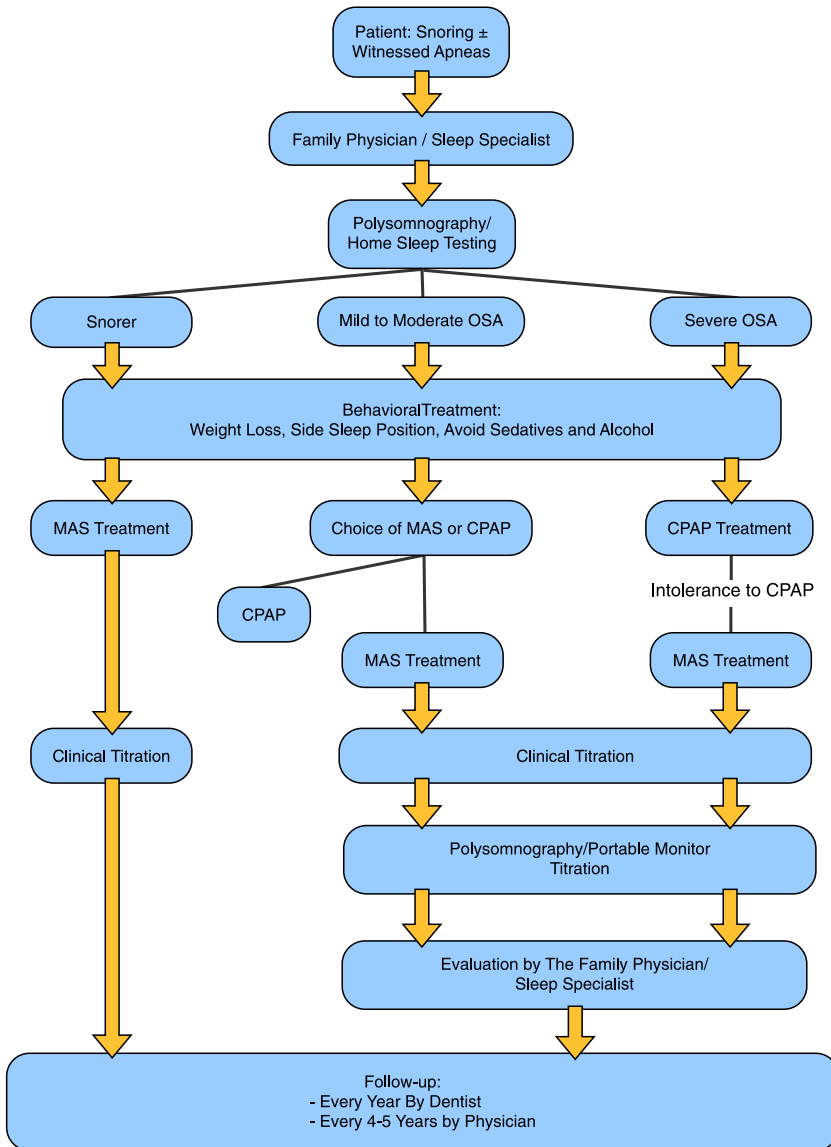 Patient: Snoring ±
Witnessed Apneas
Family Physician / Sleep Specialist
Polysomnography/
Home Sleep Testing
Snorer
Mild to Moderate OSA
Severe OSA
BehavioralTreatment:
Weight Loss, Side Sleep Position, Avoid Sedatives and Alcohol
MAS Treatment
Choice of MAS or CPAP
CPAP Treatment
CPAP
Intolerance to CPAP
MAS Treatment
MAS Treatment
Clinical Titration
Clinical Titration
Polysomnography/Portable Monitor
Titration
Evaluation by The Family Physician/
Sleep Specialist
Follow-up:
- Every Year By Dentist
- Every 4-5 Years by Physician